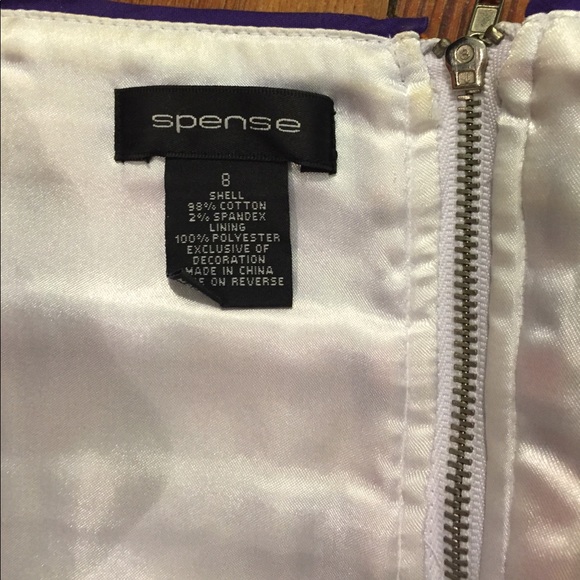 spense
8
SHELL
98% COTTON
2% SPANDEX
LINING
100% POLYESTER
EXCLUSIVE OF
DECORATION
MADE IN CHINA
ON REVERSE